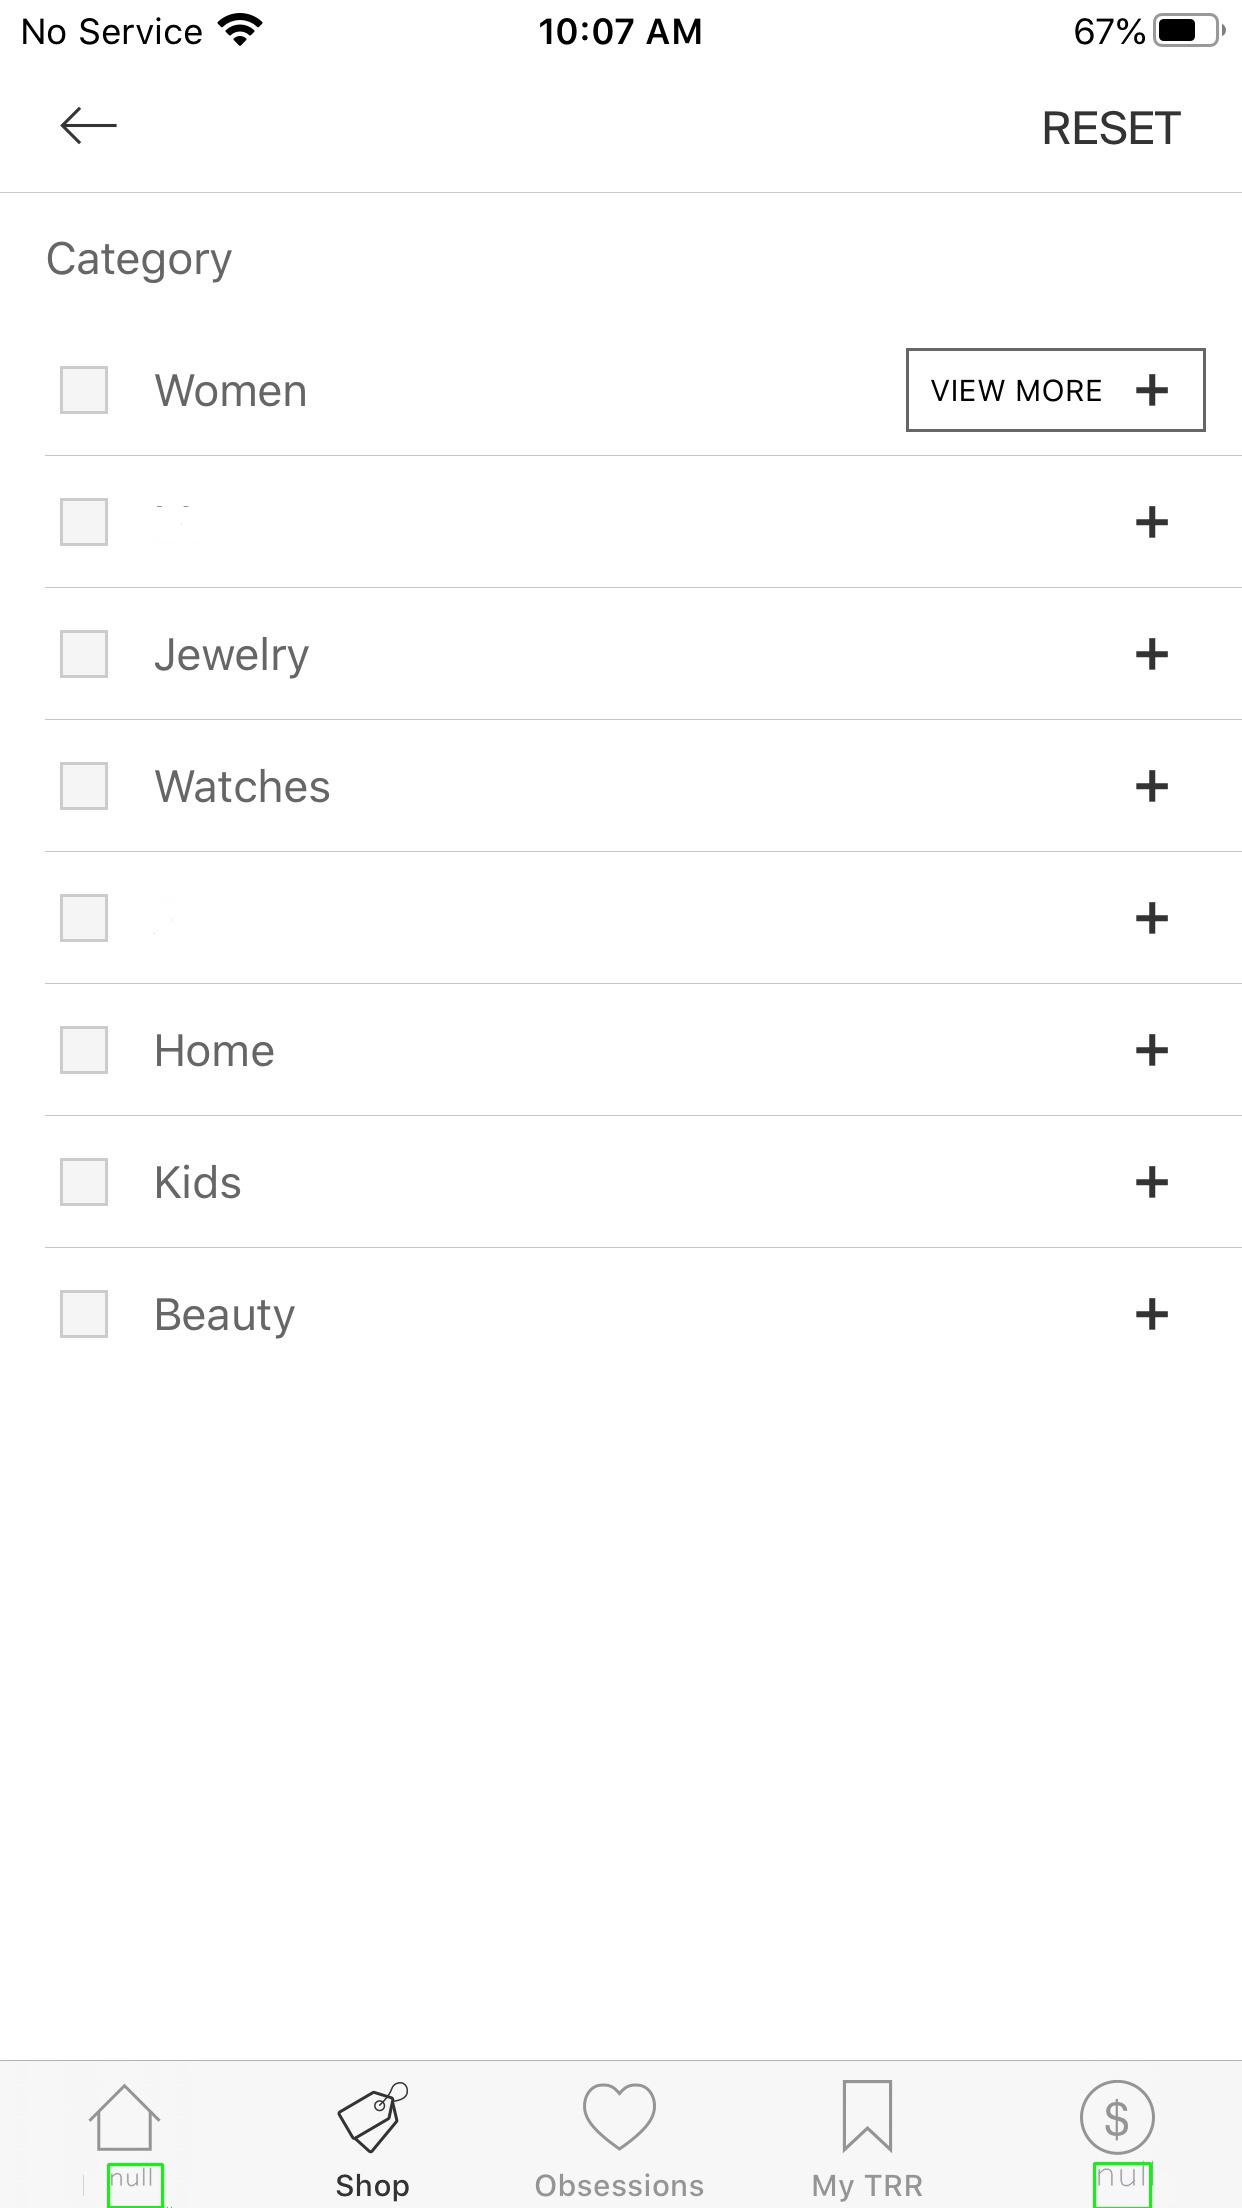 No Service 10:07 AM 67%
RESET
Category
Women VIEW MORE +
+
Jewelry +
Watches +
+
Home +
Kids +
Beauty +
$
null Shop Obsessions My TRR null